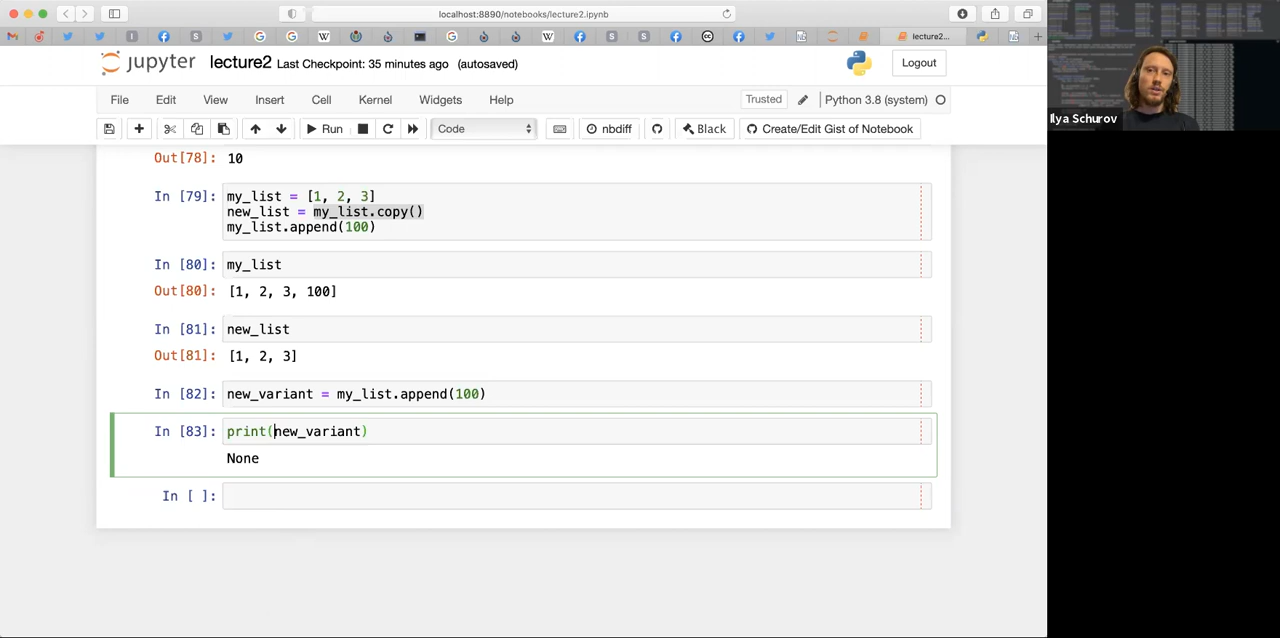 localhost:8890/notebooks/lecture2.ipynb
lecture2...
jupyter lecture2 Last Checkpoint: 35 minutes ago (autosaved)
Logout
File Edit View Insert Cell Kernel Widgets Help
Trusted Python 3.8 (system)
Run Code nbdiff Black Create/Edit Gist of Notebook
Out[78]: 10
In [79]: my_list = [1, 2, 3]
new_list = my_list.copy()
my_list.append(100)
In [80]: my_list
Out[80]: [1, 2, 3, 100]
In [81]: new_list
Out[81]: [1, 2, 3]
In [82]: new_variant = my_list.append(100)
In [83]: print(new_variant)
None
In [ ]:
Ilya Schurov